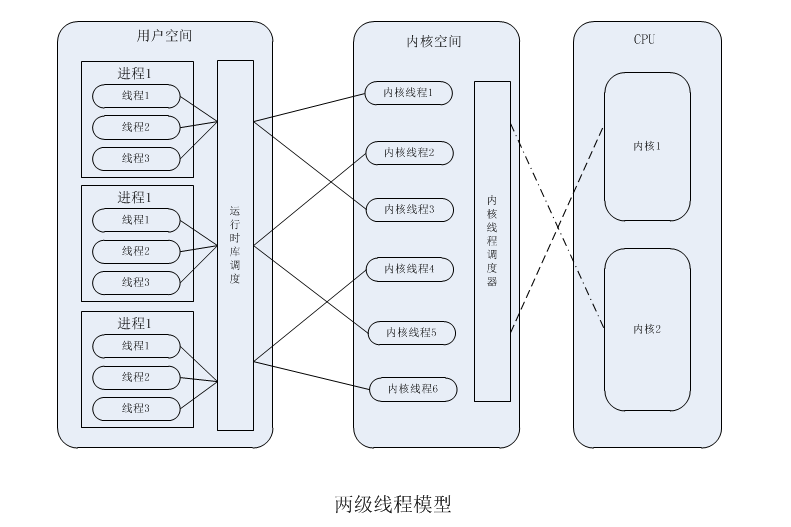 用户空间
进程1
线程1
线程2
线程3
进程1
线程1
线程2
线程3
进程1
线程1
线程2
线程3
运行时库调度
内核空间
内核线程1
内核线程2
内核线程3
内核线程4
内核线程5
内核线程6
内核线程调度器
CPU
内核1
内核2
两级线程模型